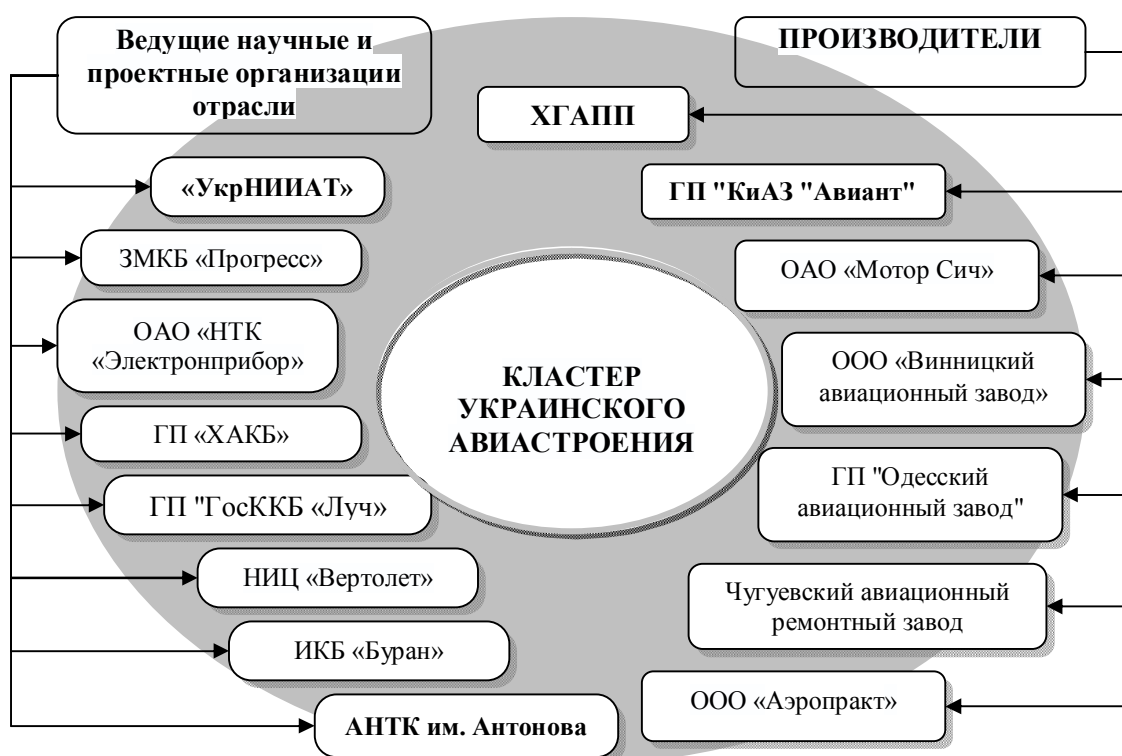 Ведущие научные и
проектные организации
отрасли
ПРОИЗВОДИТЕЛИ
ХГАПП
«УкрНИИАТ»
ГП "КиАЗ "Авиант"
ЗМКБ «Прогресс»
ОАО «Мотор Сич»
ОАО «НТК
«Электронприбор»
ООО «Винницкий
авиационный завод»
КЛАСТЕР
УКРАИНСКОГО
АВИАСТРОЕНИЯ
ГП «ХАКБ»
ГП "Одесский
авиационный завод"
ГП "ГосККБ «Луч»
НИЦ «Вертолет»
Чугуевский авиационный
ремонтный завод
ИКБ «Буран»
ООО «Аэропракт»
АНТК им. Антонова